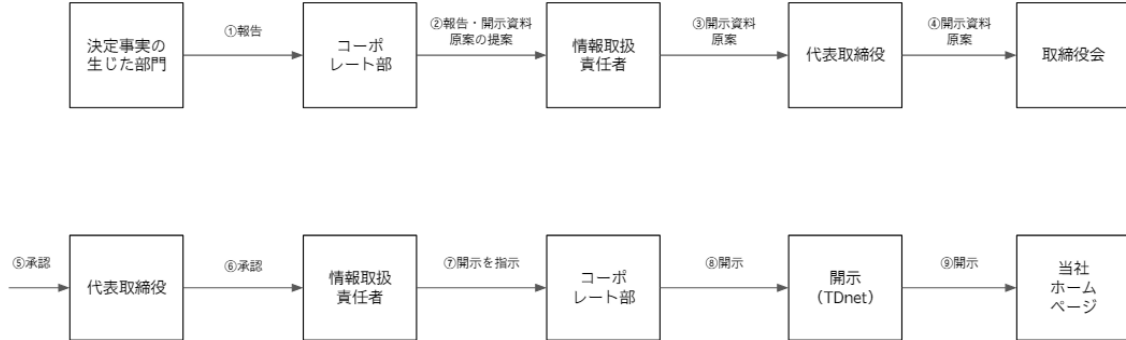 決定事実の
生じた部門
①報告
コーポ
レート部
②報告・開示資料
原案の提案
情報取扱
責任者
③開示資料
原案
代表取締役
④開示資料
原案
取締役会
⑤承認
代表取締役
⑥承認
情報取扱
責任者
⑦開示を指示
コーポ
レート部
⑧開示
開示
(TDnet)
⑨開示
当社
ホーム
ページ